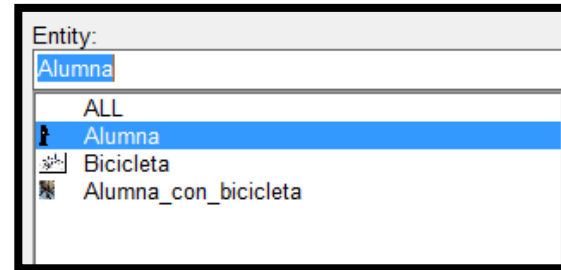 Entity:
Alumna
ALL
Alumna
Bicicleta
Alumna_con_bicicleta